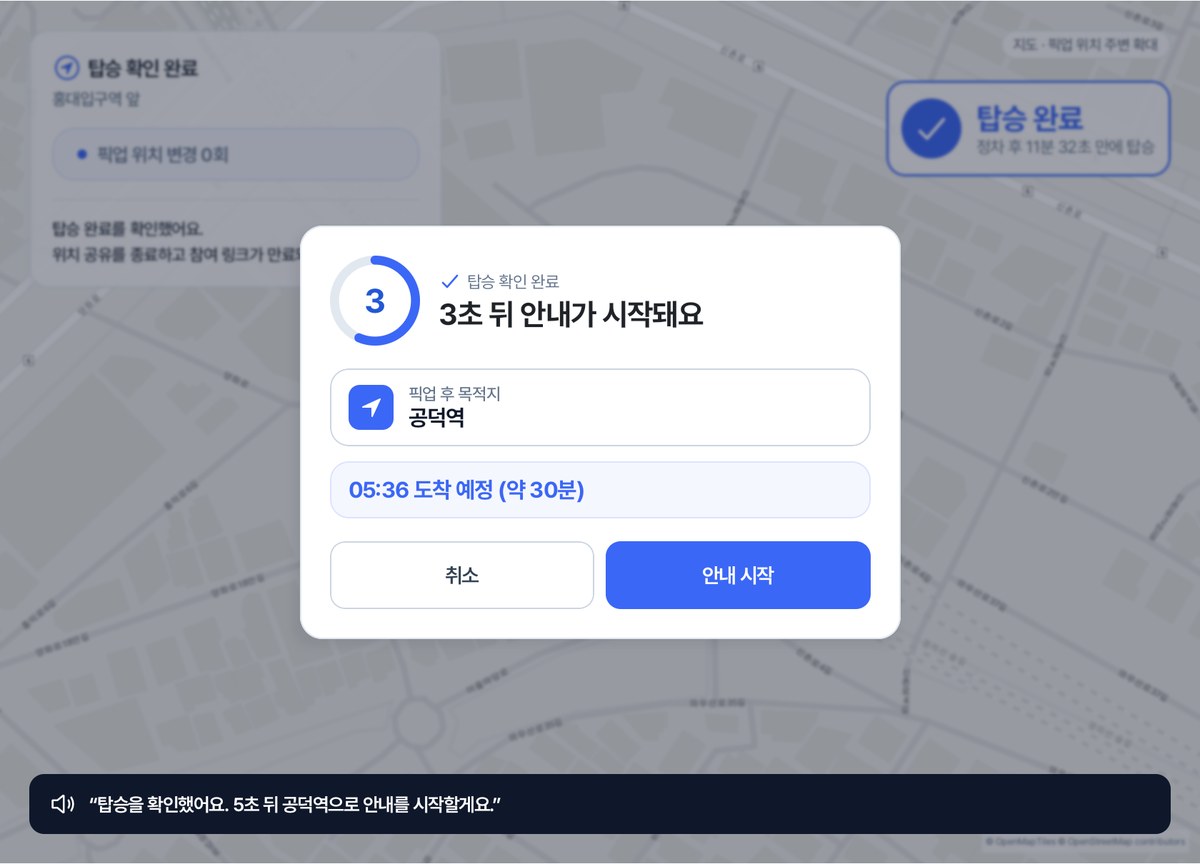 탑승 확인 완료
홍대입구역 앞
픽업 위치 변경 0회
탑승 완료를 확인했어요.
위치 공유를 종료하고 참여 링크가 만료
지도 · 픽업 위치 주변 확대
탑승 완료
정차 후 11분 32초 만에 탑승
3
탑승 확인 완료
3초 뒤 안내가 시작돼요
픽업 후 목적지
공덕역
05:36 도착 예정 (약 30분)
취소
안내 시작
“탑승을 확인했어요. 5초 뒤 공덕역으로 안내를 시작할게요.”
© OpenMapTiles © OpenStreetMap contributors